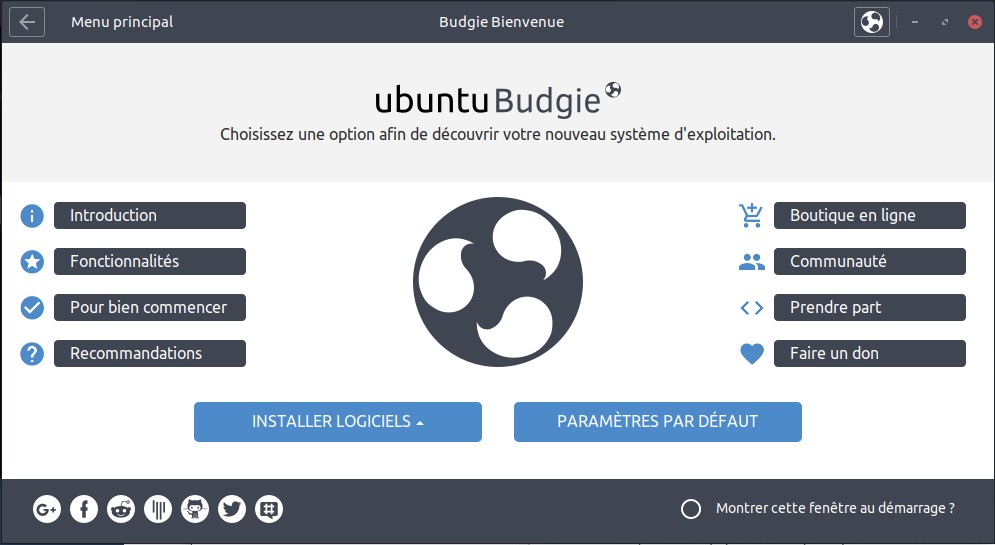 Menu principal
Budgie Bienvenue
ubuntu Budgie
Choisissez une option afin de découvrir votre nouveau système d'exploitation.
Introduction
Fonctionnalités
Pour bien commencer
Recommandations
Boutique en ligne
Communauté
Prendre part
Faire un don
INSTALLER LOGICIELS
PARAMÈTRES PAR DÉFAUT
G+
Montrer cette fenêtre au démarrage ?